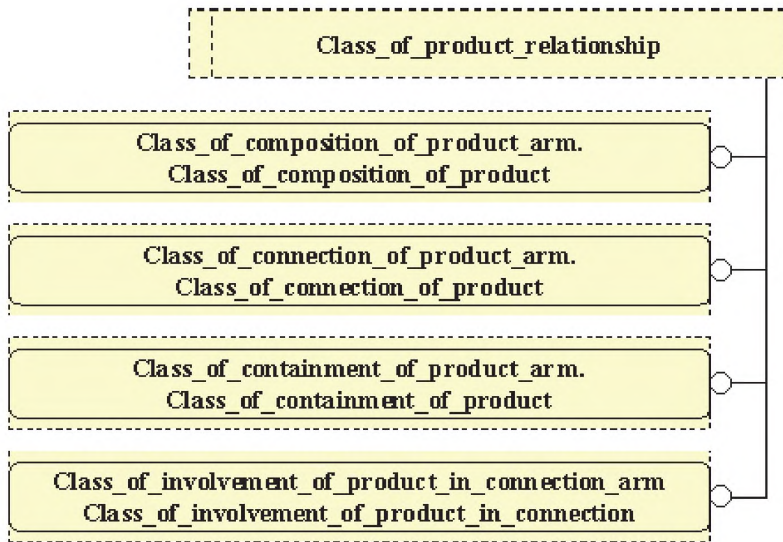 Class_of_product_relationship
Class_of_composition_of_product_arm.
Class_of_composition_of_product
Class_of_connection_of_product_arm.
Class_of_connection_of_product
Class_of_containment_of_product_arm.
Class_of_containment_of_product
Class_of_involvement_of_product_in_connection_arm
Class_of_involvement_of_product_in_connection